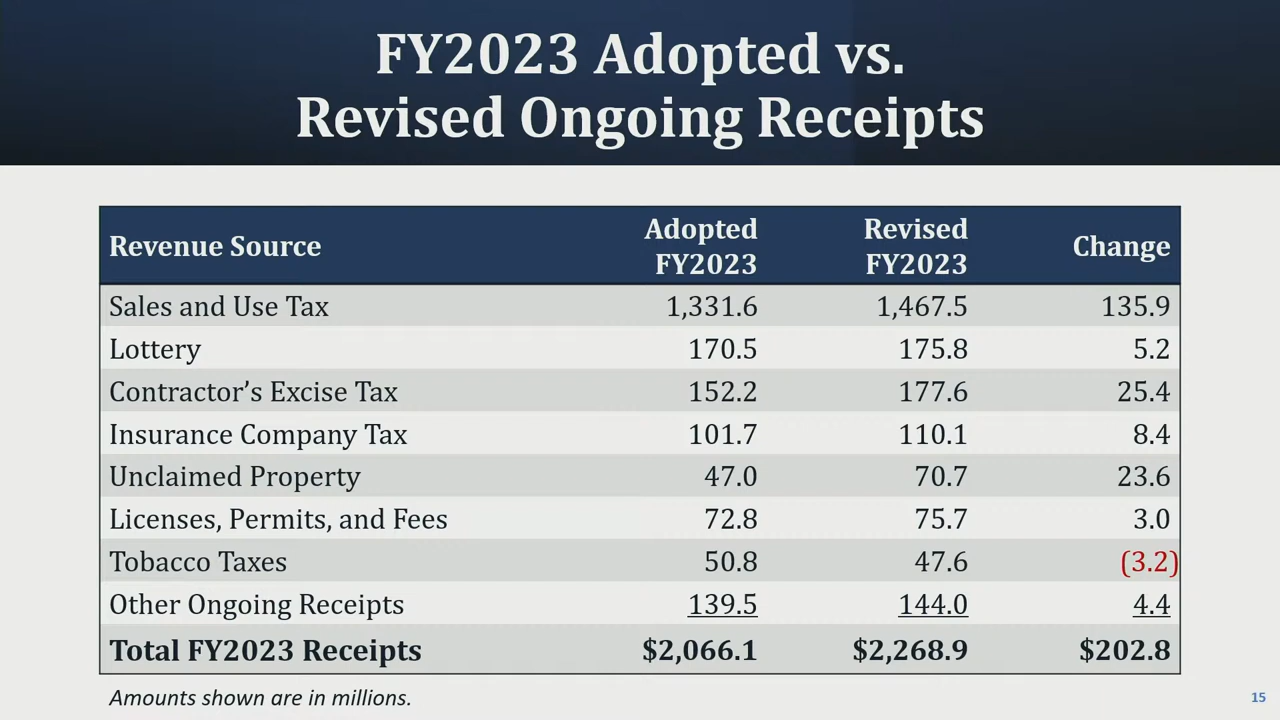 FY2023 Adopted vs.
Revised Ongoing Receipts
Revenue Source Adopted FY2023 Revised FY2023 Change
Sales and Use Tax 1,331.6 1,467.5 135.9
Lottery 170.5 175.8 5.2
Contractor’s Excise Tax 152.2 177.6 25.4
Insurance Company Tax 101.7 110.1 8.4
Unclaimed Property 47.0 70.7 23.6
Licenses, Permits, and Fees 72.8 75.7 3.0
Tobacco Taxes 50.8 47.6 (3.2)
Other Ongoing Receipts 139.5 144.0 4.4
Total FY2023 Receipts $2,066.1 $2,268.9 $202.8
Amounts shown are in millions.
15